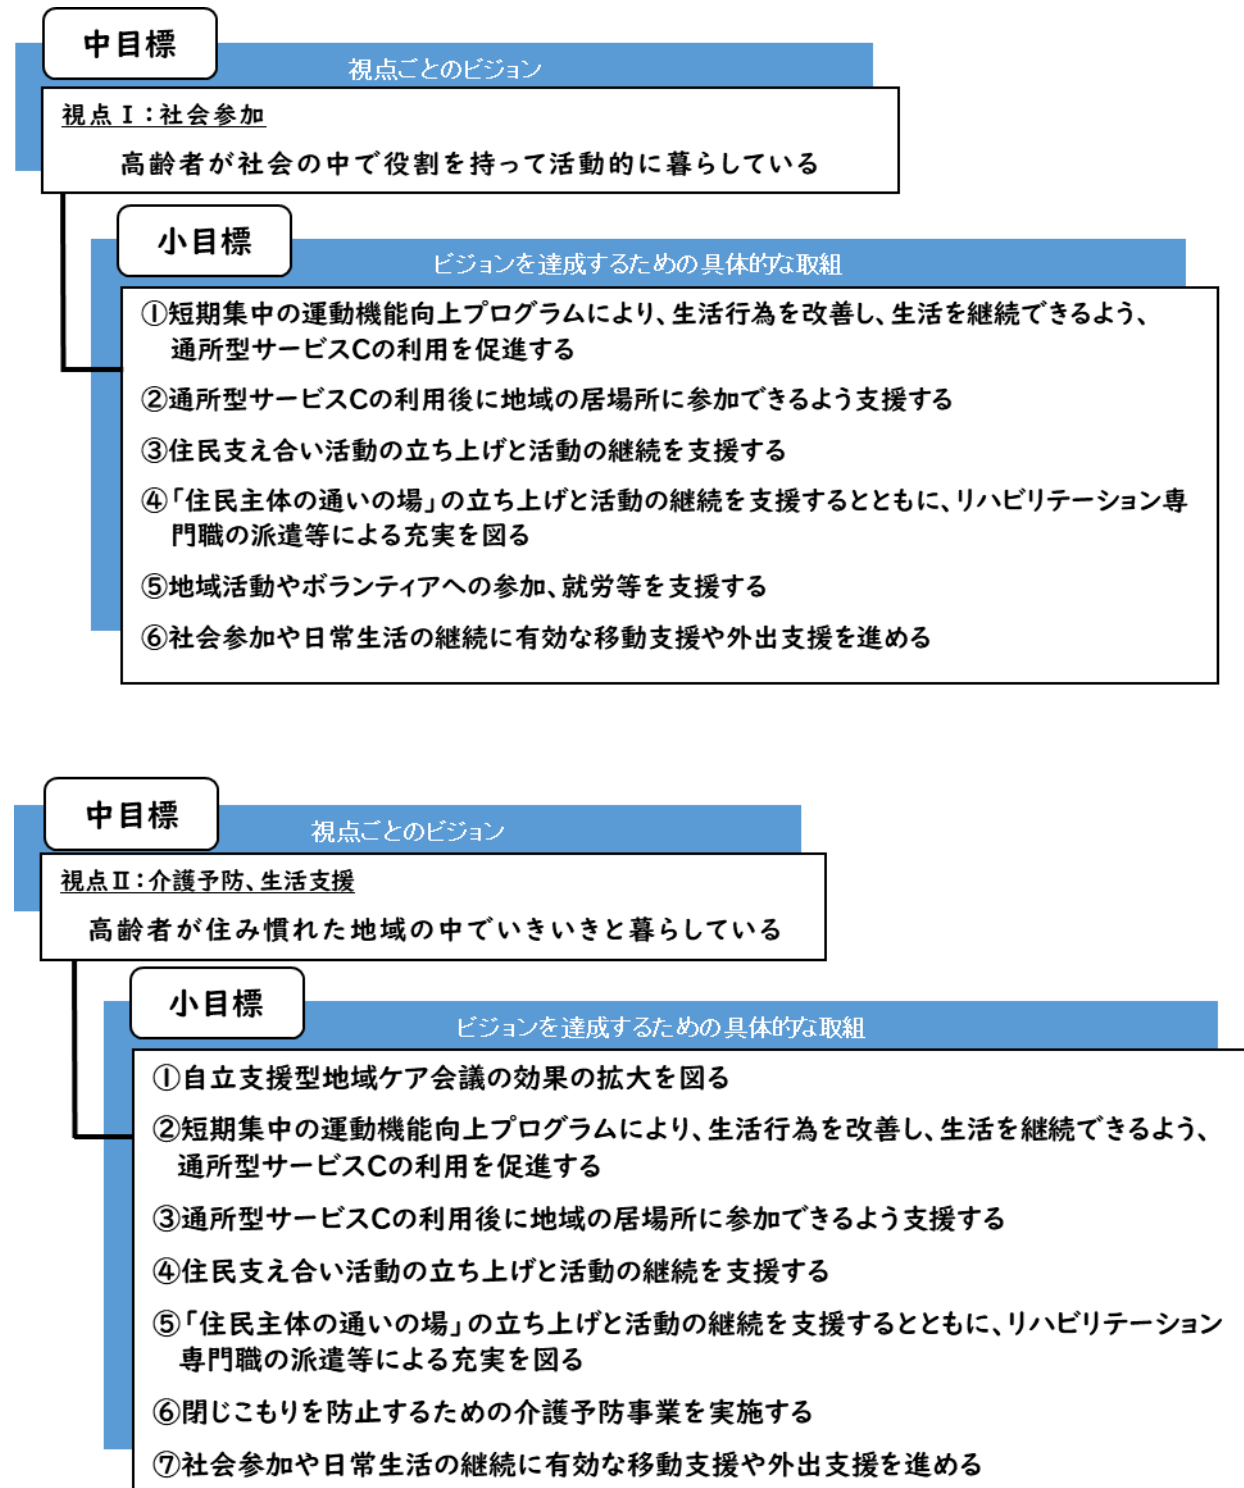 中目標
視点ごとのビジョン
視点Ⅰ：社会参加
高齢者が社会の中で役割を持って活動的に暮らしている
小目標
ビジョンを達成するための具体的な取組
①短期集中の運動機能向上プログラムにより、生活行為を改善し、生活を継続できるよう、
通所型サービスCの利用を促進する
②通所型サービスCの利用後に地域の居場所に参加できるよう支援する
③住民支え合い活動の立ち上げと活動の継続を支援する
④「住民主体の通いの場」の立ち上げと活動の継続を支援するとともに、リハビリテーション専
門職の派遣等による充実を図る
⑤地域活動やボランティアへの参加、就労等を支援する
⑥社会参加や日常生活の継続に有効な移動支援や外出支援を進める
中目標
視点ごとのビジョン
視点Ⅱ：介護予防、生活支援
高齢者が住み慣れた地域の中でいきいきと暮らしている
小目標
ビジョンを達成するための具体的な取組
①自立支援型地域ケア会議の効果の拡大を図る
②短期集中の運動機能向上プログラムにより、生活行為を改善し、生活を継続できるよう、
通所型サービスCの利用を促進する
③通所型サービスCの利用後に地域の居場所に参加できるよう支援する
④住民支え合い活動の立ち上げと活動の継続を支援する
⑤「住民主体の通いの場」の立ち上げと活動の継続を支援するとともに、リハビリテーション
専門職の派遣等による充実を図る
⑥閉じこもりを防止するための介護予防事業を実施する
⑦社会参加や日常生活の継続に有効な移動支援や外出支援を進める